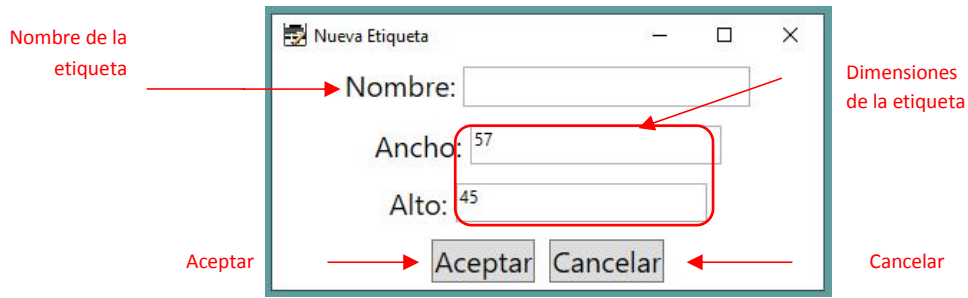 Nueva Etiqueta
Nombre de la
etiqueta
Nombre:
Dimensiones
de la etiqueta
Ancho: 57
Alto: 45
Aceptar
Aceptar Cancelar
Cancelar